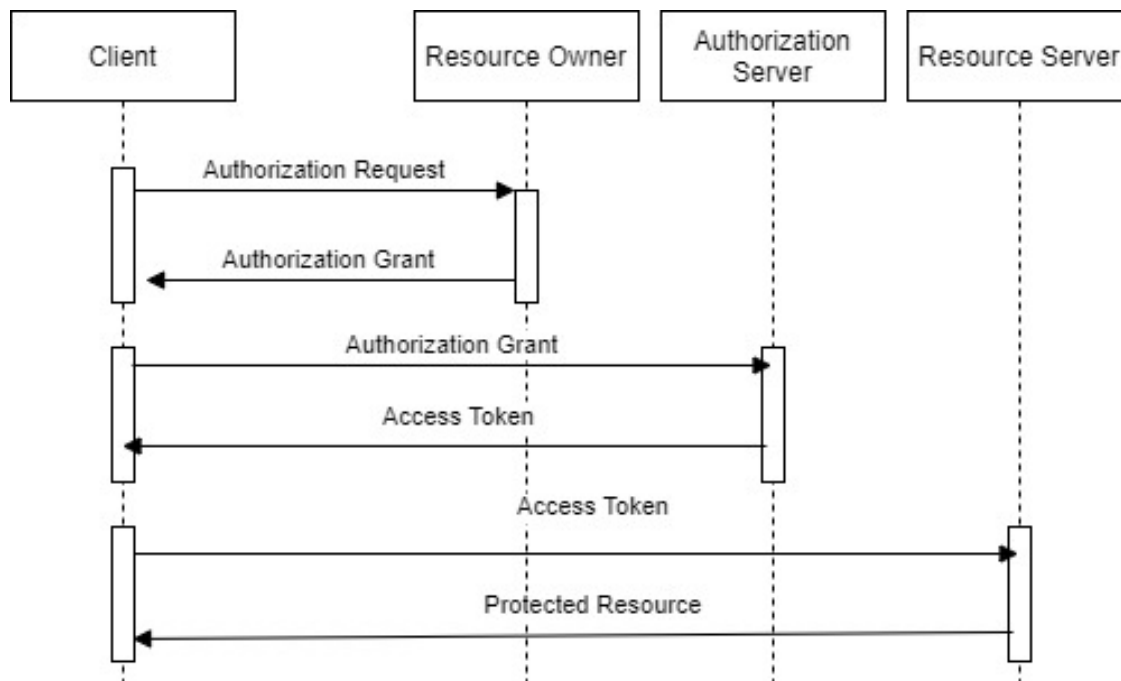 Client
Resource Owner
Authorization
Server
Resource Server
Authorization Request
Authorization Grant
Authorization Grant
Access Token
Access Token
Protected Resource